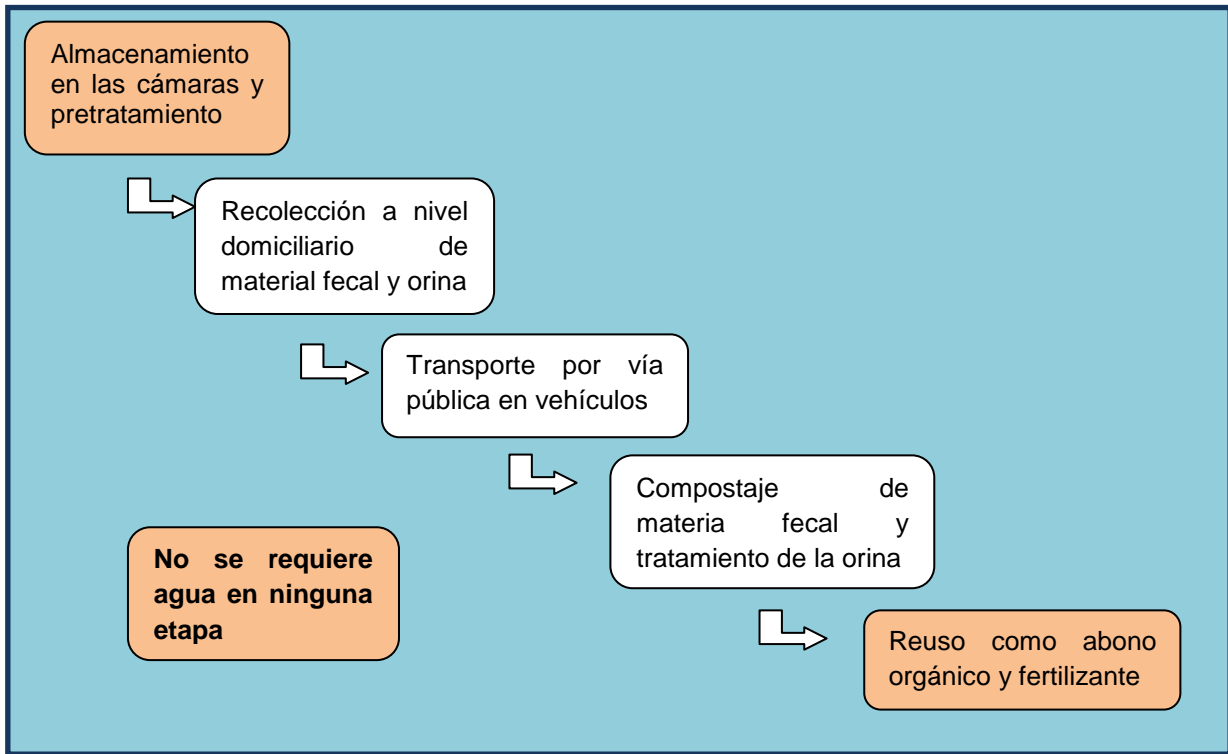 Almacenamiento
en las cámaras y
pretratamiento
Recolección a nivel
domiciliario de
material fecal y orina
Transporte por vía
pública en vehículos
Compostaje de
materia fecal y
tratamiento de la orina
No se requiere
agua en ninguna
etapa
Reuso como abono
orgánico y fertilizante